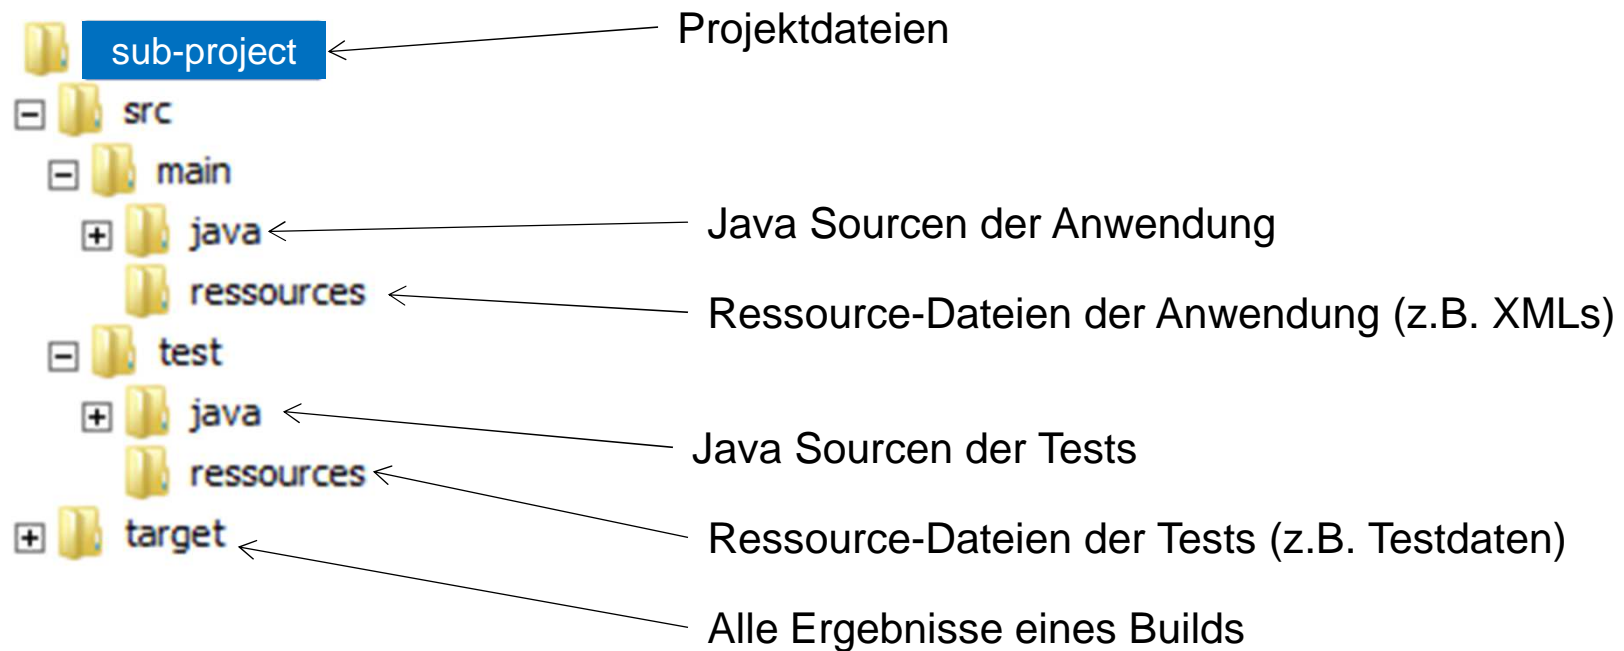 sub-project
Projektdateien
src
main
java
Java Sourcen der Anwendung
ressources
Ressource-Dateien der Anwendung (z.B. XMLs)
test
java
Java Sourcen der Tests
ressources
Ressource-Dateien der Tests (z.B. Testdaten)
target
Alle Ergebnisse eines Builds